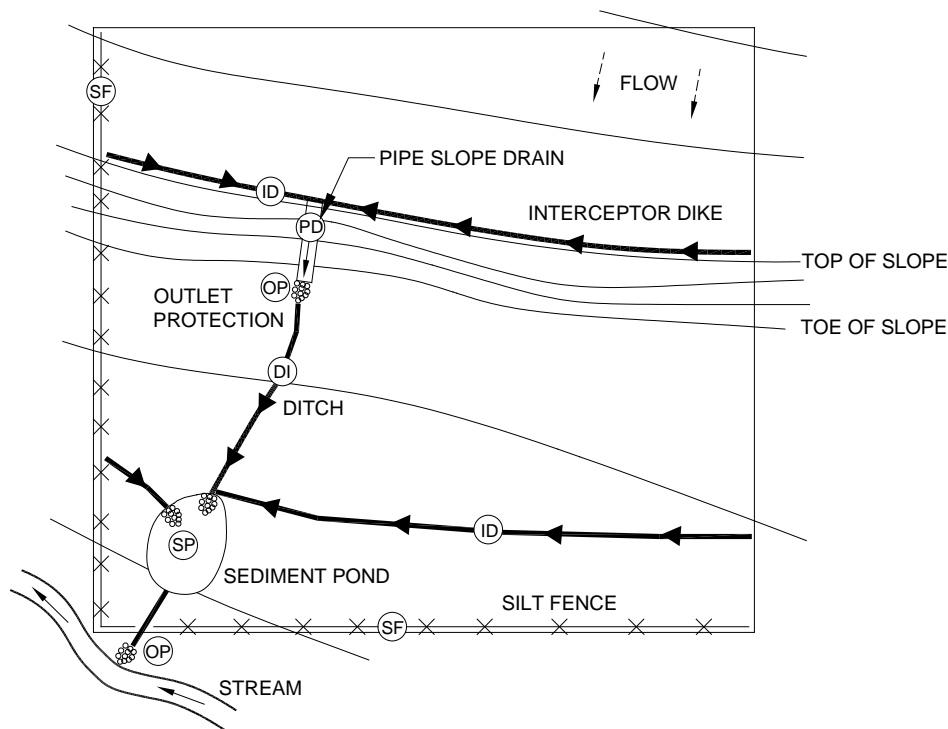 FLOW
SF
PIPE SLOPE DRAIN
ID
INTERCEPTOR DIKE
PD
TOP OF SLOPE
OP
OUTLET
PROTECTION
TOE OF SLOPE
DI
DITCH
ID
SP
SEDIMENT POND
SILT FENCE
SF
OP
STREAM